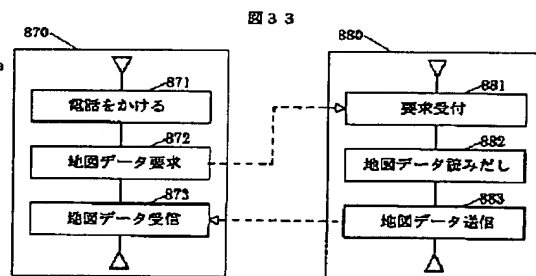 図33
870
871
電話をかける
872
地図データ要求
873
地図データ受信
880
881
要求受付
882
地図データ読みだし
883
地図データ送信